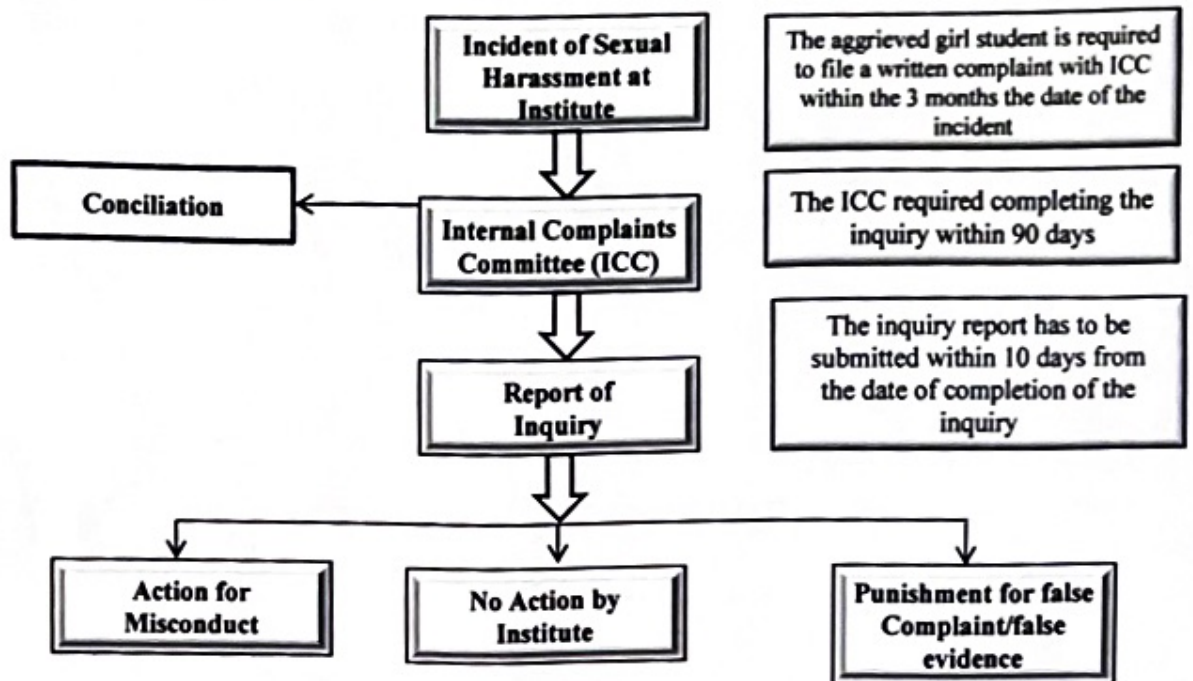 Incident of Sexual
Harassment at
Institute
The aggrieved girl student is required
to file a written complaint with ICC
within the 3 months the date of the
incident
Conciliation
Internal Complaints
Committee (ICC)
The ICC required completing the
inquiry within 90 days
Report of
Inquiry
The inquiry report has to be
submitted within 10 days from
the date of completion of the
inquiry
Action for
Misconduct
No Action by
Institute
Punishment for false
Complaint/false
evidence